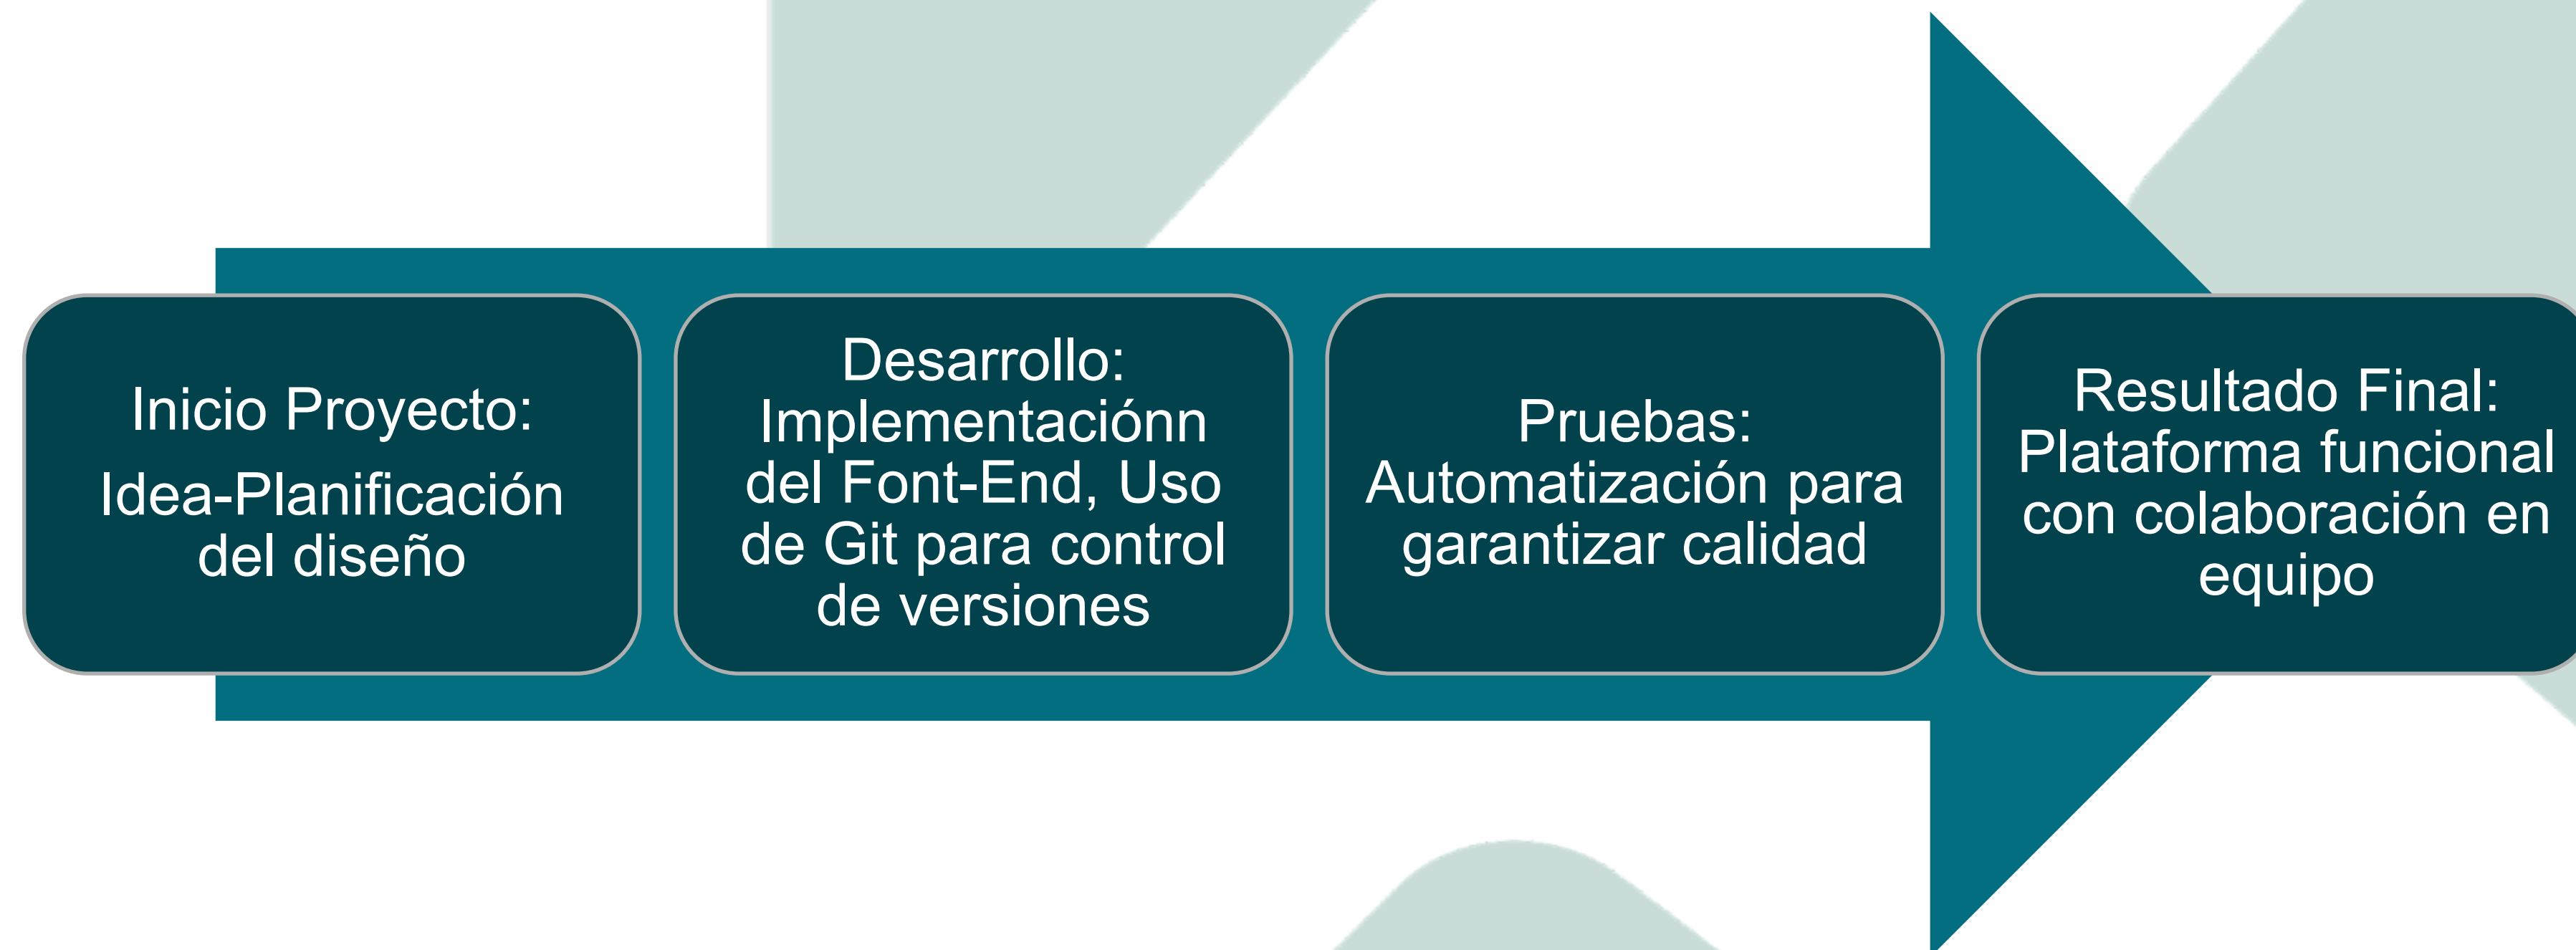 Inicio Proyecto:
Idea-Planificación
del diseño
Desarrollo:
Implementaciónn
del Font-End, Uso
de Git para control
de versiones
Pruebas:
Automatización para
garantizar calidad
Resultado Final:
Plataforma funcional
con colaboración en
equipo